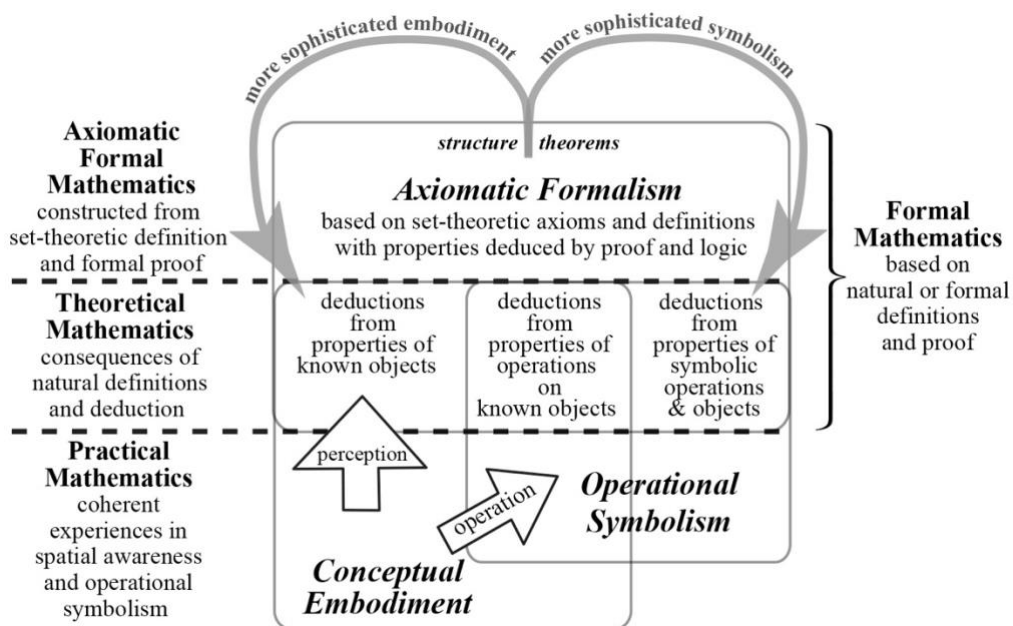 more sophisticated embodiment
more sophisticated symbolism
Axiomatic
Formal
Mathematics
constructed from
set-theoretic definition
and formal proof
structure theorems
Axiomatic Formalism
based on set-theoretic axioms and definitions
with properties deduced by proof and logic
Formal
Mathematics
based on
natural or formal
definitions
and proof
Theoretical
Mathematics
consequences of
natural definitions
and deduction
deductions
from
properties of
known objects
deductions
from
properties of
operations
on
known objects
deductions
from
properties of
symbolic
operations
& objects
Practical
Mathematics
coherent
experiences in
spatial awareness
and operational
symbolism
perception
operation
Operational
Symbolism
Conceptual
Embodiment